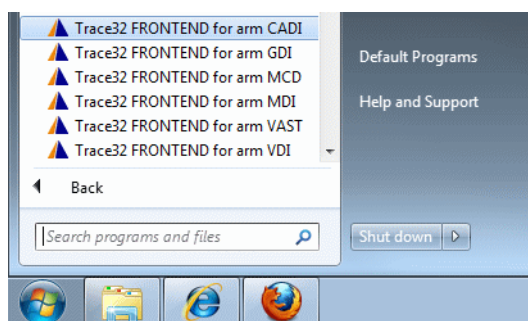 Trace32 FRONTEND for arm CADI
Trace32 FRONTEND for arm GDI
Trace32 FRONTEND for arm MCD
Trace32 FRONTEND for arm MDI
Trace32 FRONTEND for arm VAST
Trace32 FRONTEND for arm VDI
Back
Search programs and files
Default Programs
Help and Support
Shut down